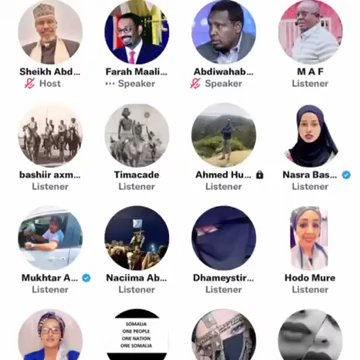 Sheikh Abd...
Farah Maali...
Abdiwahab...
M A F
Host
Speaker
Speaker
Listener
bashiir axm...
Timacade
Ahmed Hu...
Nasra Bas...
Listener
Listener
Listener
Listener
Mukhtar A...
Naciima Ab...
Dhameystir...
Hodo Mure
Listener
Listener
Listener
Listener
SOMALIA
ONE PEOPLE
ONE NATION
ONE SOMALIA